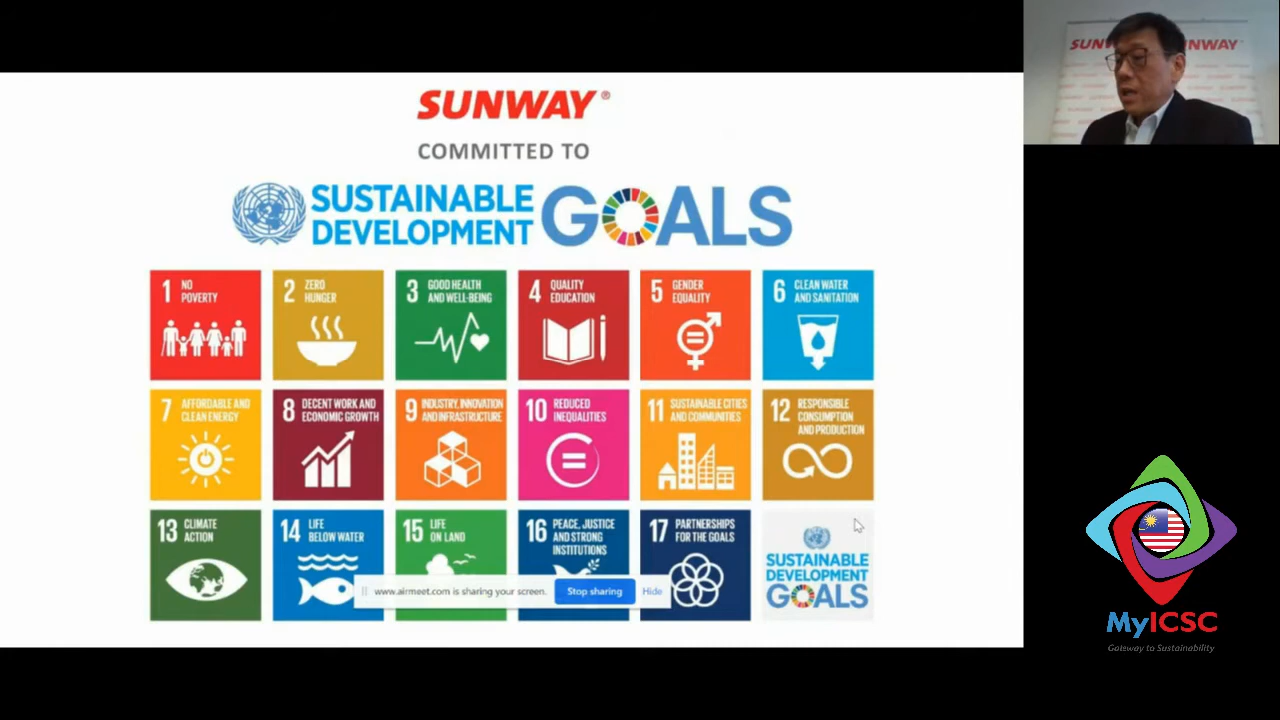 SUNWAY®
COMMITTED TO
SUSTAINABLE
DEVELOPMENT
GOALS
1 NO
POVERTY
2 ZERO
HUNGER
3 GOOD HEALTH
AND WELL-BEING
4 QUALITY
EDUCATION
5 GENDER
EQUALITY
6 CLEAN WATER
AND SANITATION
7 AFFORDABLE AND
CLEAN ENERGY
8 DECENT WORK AND
ECONOMIC GROWTH
9 INDUSTRY, INNOVATION
AND INFRASTRUCTURE
10 REDUCED
INEQUALITIES
11 SUSTAINABLE CITIES
AND COMMUNITIES
12 RESPONSIBLE
CONSUMPTION
AND PRODUCTION
13 CLIMATE
ACTION
14 LIFE
BELOW WATER
15 LIFE
ON LAND
16 PEACE, JUSTICE
AND STRONG
INSTITUTIONS
17 PARTNERSHIPS
FOR THE GOALS
SUSTAINABLE
DEVELOPMENT
GOALS
www.airmeet.com is sharing your screen. Stop sharing Hide
MyICSC
Gateway to Sustainability